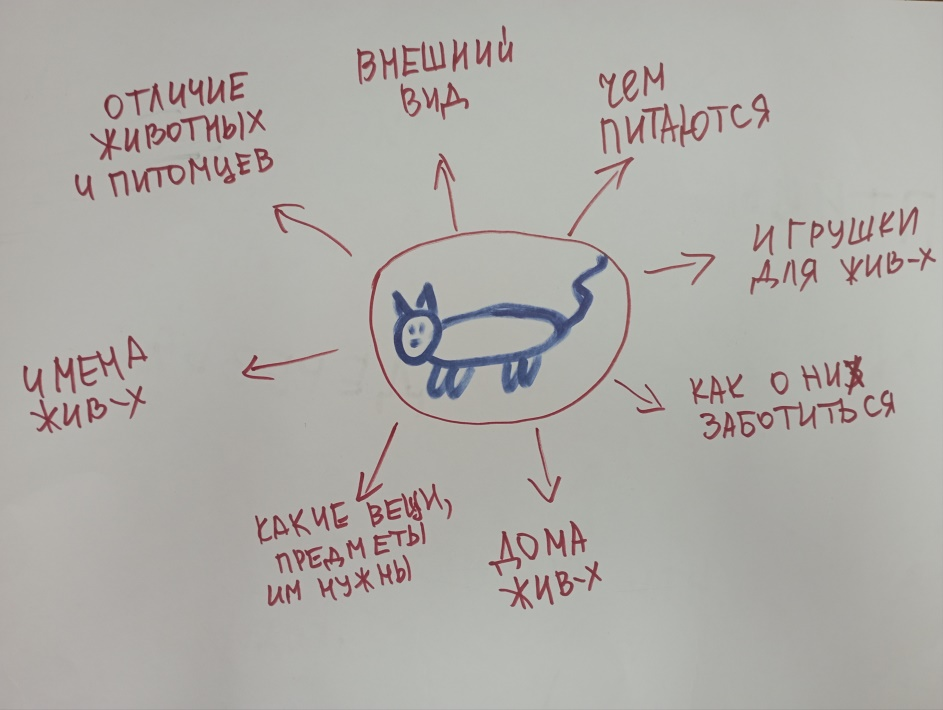 ВНЕШНИЙ
ВИД
ЧЕМ
ПИТАЮТСЯ
ИГРУШКИ
ДЛЯ ЖИВ-Х
КАК О НИХ
ЗАБОТИТЬСЯ
ДОМА
ЖИВ-Х
КАКИЕ ВЕЩИ,
ПРЕДМЕТЫ
ИМ НУЖНЫ
ИМЕНА
ЖИВ-Х
ОТЛИЧИЕ
ЖИВОТНЫХ
И ПИТОМЦЕВ